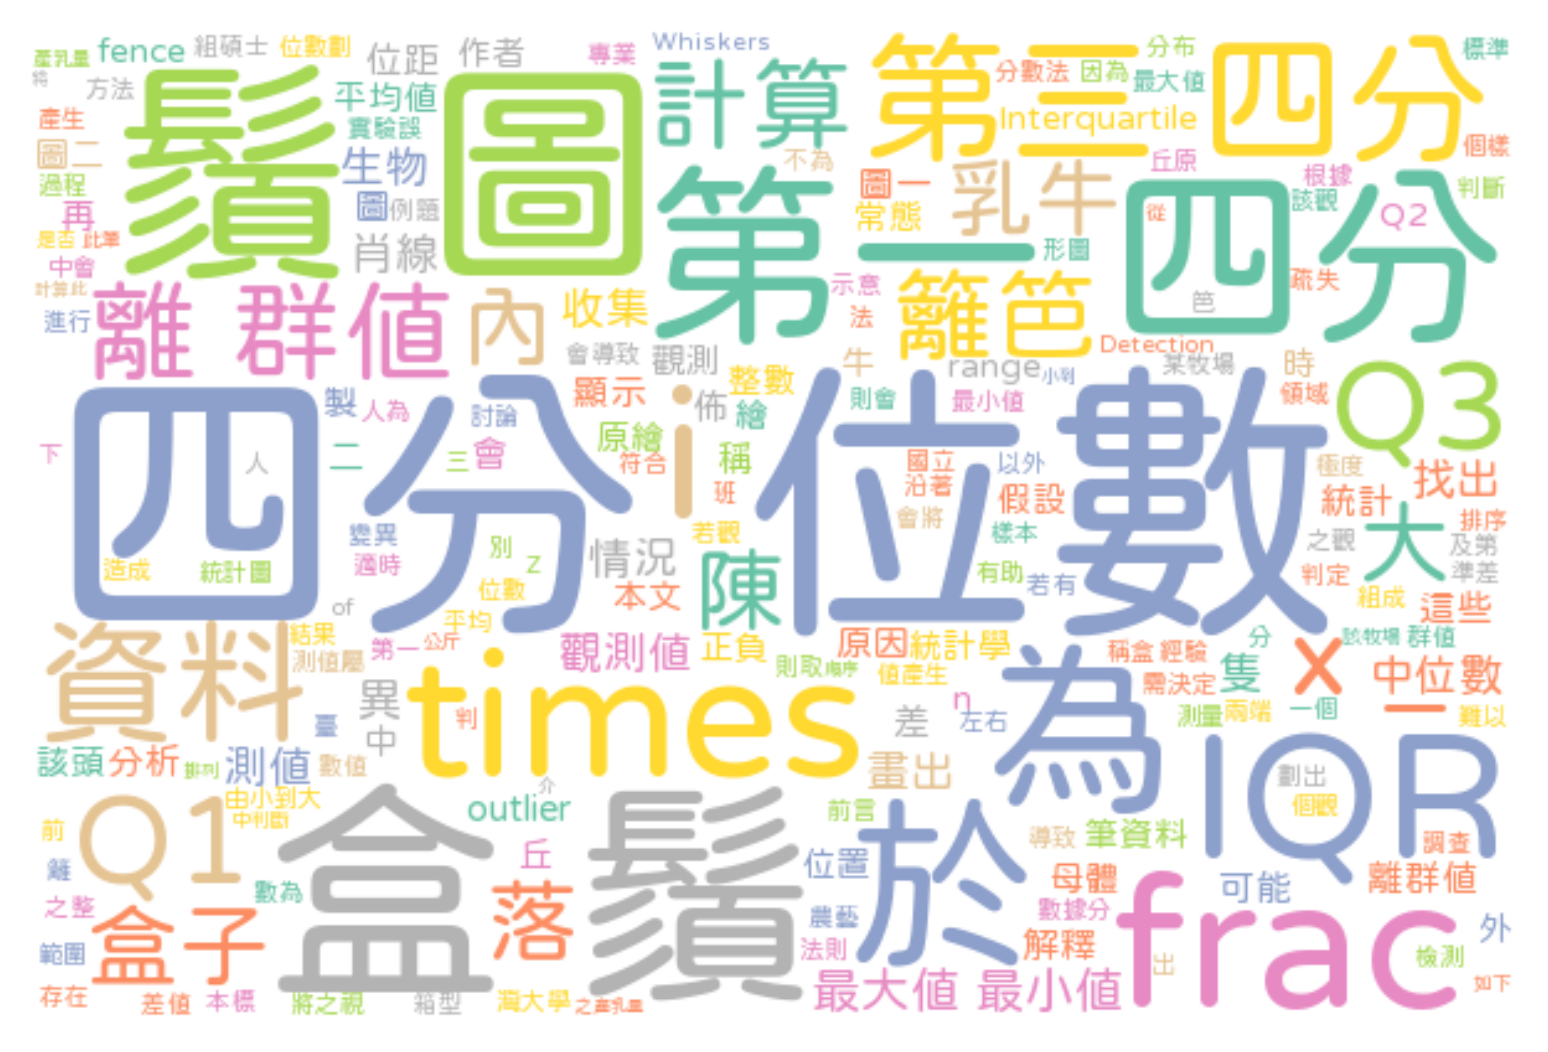 產乳量 fence 組碩士 位數劃 位距 作者 專業 Whiskers 分布 標準
將 方法 鬚 圖 平均值 計算 第三 四分 分數法 因為 最大值
產生 實驗誤 Interquartile 個樣
圖二 生物 不為 圖一 乳牛 丘原 根據 判斷
過程 再 圖 例題 第一 常態 四分 從 該觀 Q2
是否 此筆 肖線 形圖
中會 示意 疏失
計算此 離 群值 內 收集 籬笆 笆
進行 法 Detection
會導致 觀測 牛 range 小到 某牧場 時
製 人為 顯示 整數 則會 最小值 領域 Q3
討論 i 佈 繪
下 四分 位數 人 二 三 會 原繪 符合 稱 國立 以外 極度 找出
班 沿著 假設 統計
變異 若觀 會將 樣本 大 排序
造成 統計圖 適時 別 z 情況 陳 有助 若有 之觀 及第
位數 本文 判定 準差
of 平均 組成 這些
資料 結果 第一 公斤 觀測值 正負 原因 統計學 分 該牧場 群值
測值屬 則取 順序 值產生 為 稱盒 經驗 隻 x 中位數
異 times n 需決定
臺 判 差 左右 測量 兩端 一個 一 難以
該頭 分析 排列 測值 數值 中 畫出 IQR 劃出
由小到大 介
Q1 中判斷 盒 outlier 鬚 前言 於 個觀
前 導致 筆資料 調查
籬 丘 位置 母體 可能 離群值
數為 落
之整 盒子 農藝 數據分 frac 外
範圍 法則 解釋 出 檢測
存在 差值 本標 將之視 箱型 灣大學 之產乳量 最大值 最小值 如下